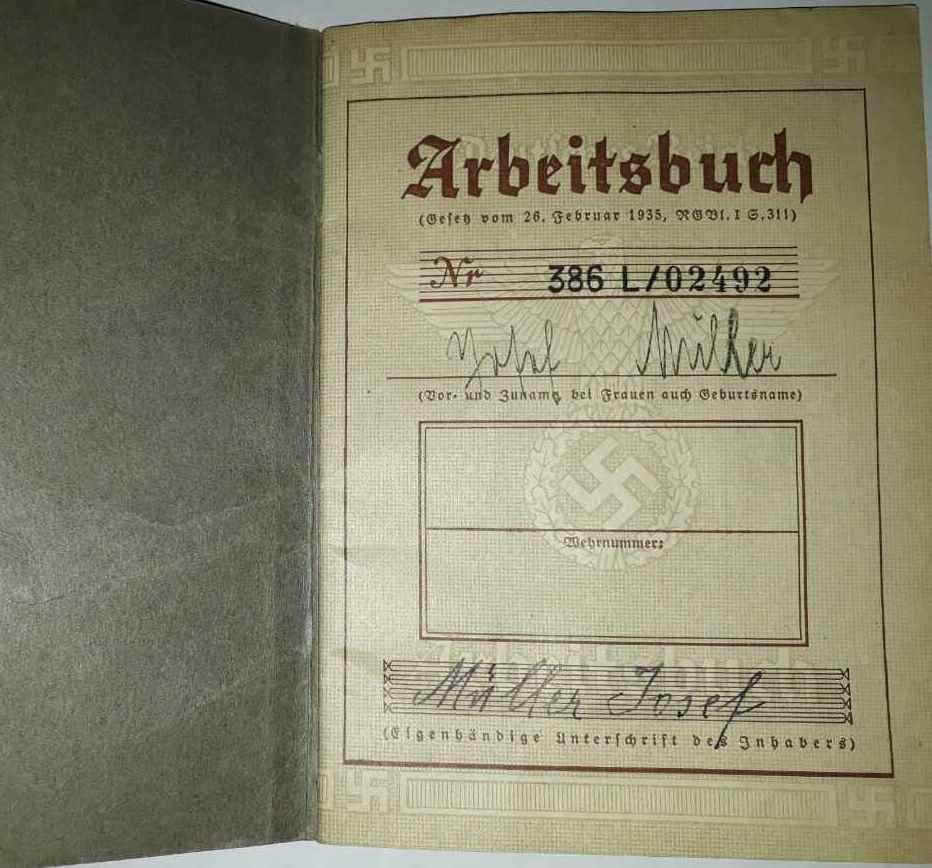 Arbeitsbuch
(Gesetz vom 26. Februar 1935, RGBl. I S. 311)
Nr 386 L/02492
Josef Müller
(Vor- und Zuname, bei Frauen auch Geburtsname)
Wehrnummer:
Müller Josef
(Eigenhändige Unterschrift des Inhabers)